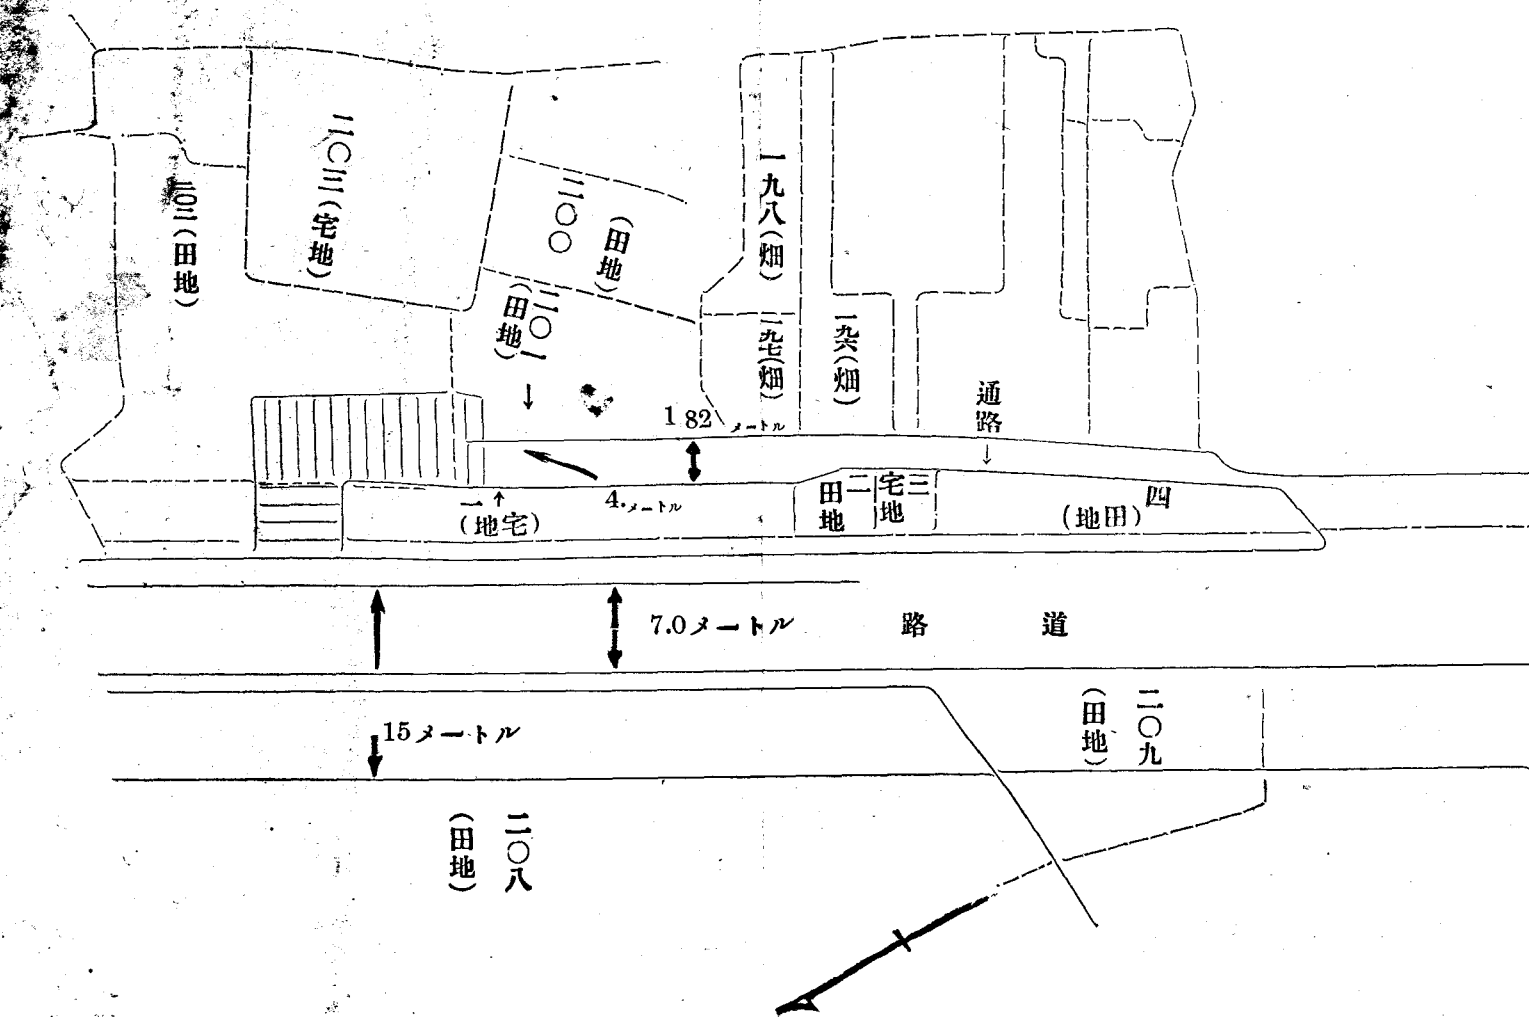 二〇二(田地)
二〇三(宅地)
二〇〇
(田地)
二〇一
(田地)
↓
一九八(畑)
一九七(畑)
一九六(畑)
通路
↓
1 82 メートル
4.メートル
一 ↑
(地宅)
二
田地
三
宅地
四
(地田)
7.0メートル
路 道
15メートル
二〇九
(田地)
二〇八
(田地)